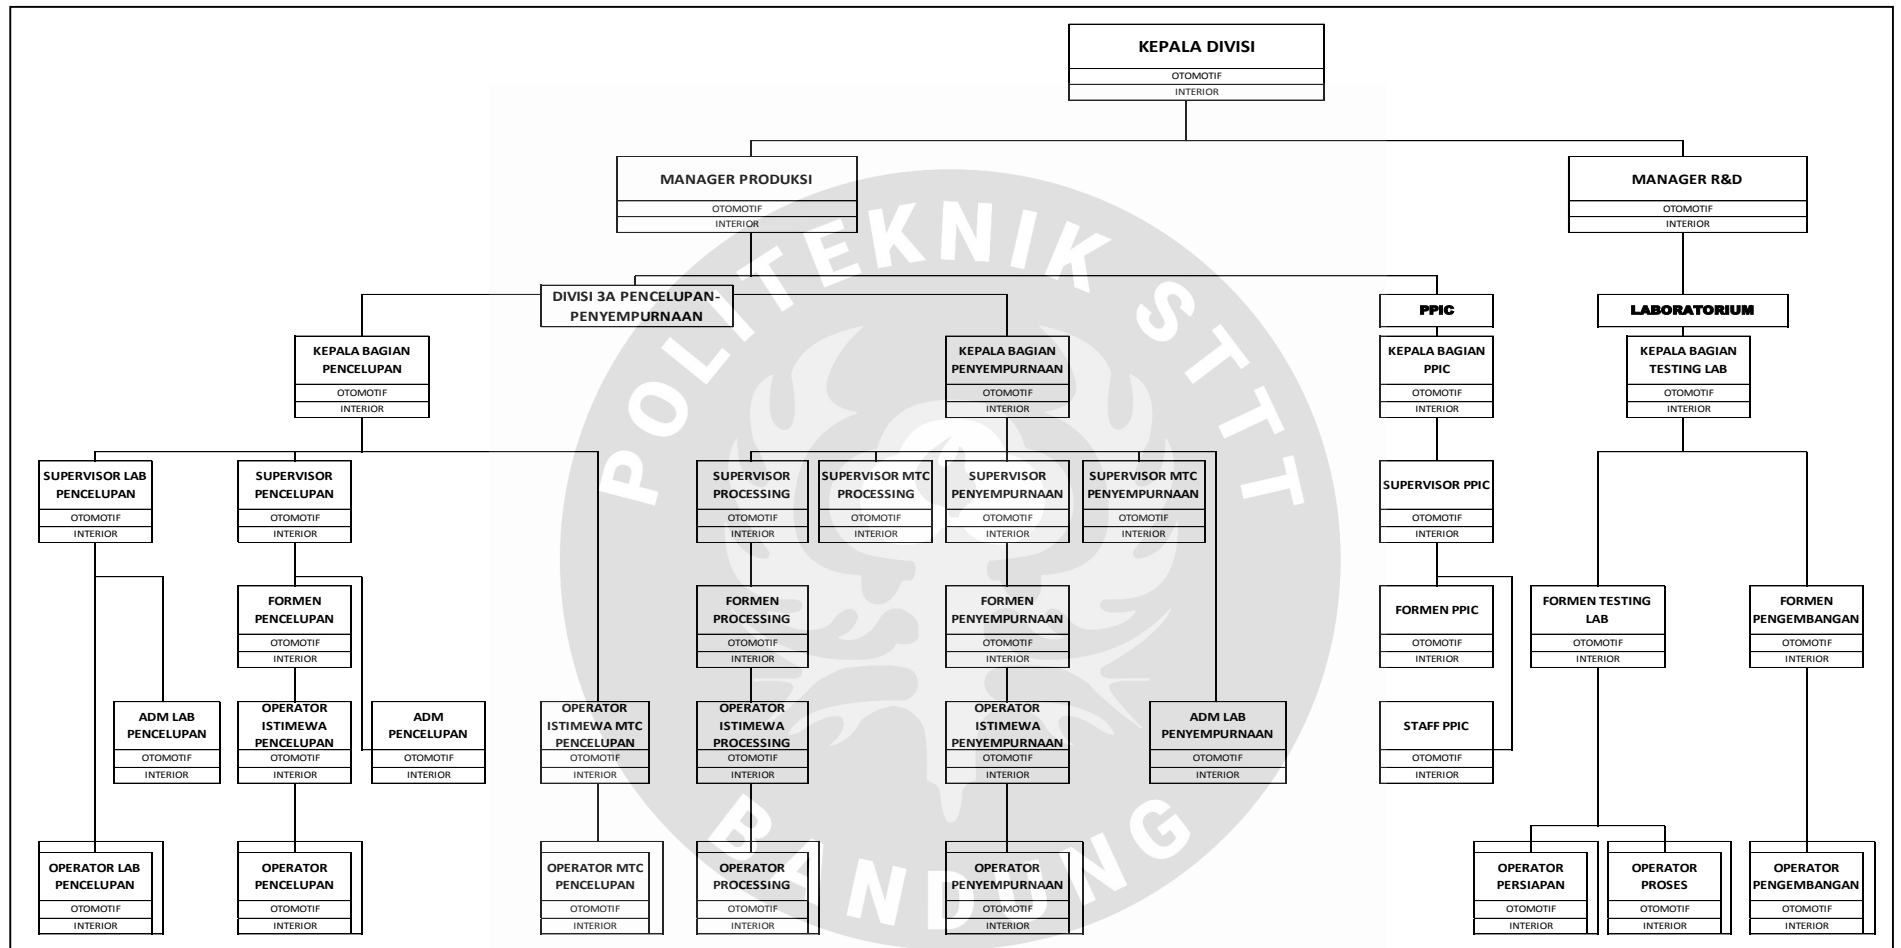 KEPALA DIVISI
OTOMOTIF
INTERIOR
MANAGER PRODUKSI
OTOMOTIF
INTERIOR
MANAGER R&D
OTOMOTIF
INTERIOR
DIVISI 3A PENCELUPAN-
PENYEMPURNAAN
PPIC
LABORATORIUM
KEPALA BAGIAN
PENCELUPAN
OTOMOTIF
INTERIOR
KEPALA BAGIAN
PENYEMPURNAAN
OTOMOTIF
INTERIOR
KEPALA BAGIAN
PPIC
OTOMOTIF
INTERIOR
KEPALA BAGIAN
TESTING LAB
OTOMOTIF
INTERIOR
SUPERVISOR LAB
PENCELUPAN
OTOMOTIF
INTERIOR
SUPERVISOR
PENCELUPAN
OTOMOTIF
INTERIOR
SUPERVISOR
PROCESSING
OTOMOTIF
INTERIOR
SUPERVISOR MTC
PROCESSING
OTOMOTIF
INTERIOR
SUPERVISOR
PENYEMPURNAAN
OTOMOTIF
INTERIOR
SUPERVISOR MTC
PENYEMPURNAAN
OTOMOTIF
INTERIOR
SUPERVISOR PPIC
OTOMOTIF
INTERIOR
FORMEN
PENCELUPAN
OTOMOTIF
INTERIOR
FORMEN
PROCESSING
OTOMOTIF
INTERIOR
FORMEN
PENYEMPURNAAN
OTOMOTIF
INTERIOR
FORMEN PPIC
OTOMOTIF
INTERIOR
FORMEN TESTING
LAB
OTOMOTIF
INTERIOR
FORMEN
PENGEMBANGAN
OTOMOTIF
INTERIOR
ADM LAB
PENCELUPAN
OTOMOTIF
INTERIOR
OPERATOR
ISTIMEWA
PENCELUPAN
OTOMOTIF
INTERIOR
ADM
PENCELUPAN
OTOMOTIF
INTERIOR
OPERATOR
ISTIMEWA MTC
PENCELUPAN
OTOMOTIF
INTERIOR
OPERATOR
ISTIMEWA
PROCESSING
OTOMOTIF
INTERIOR
OPERATOR
ISTIMEWA
PENYEMPURNAAN
OTOMOTIF
INTERIOR
ADM LAB
PENYEMPURNAAN
OTOMOTIF
INTERIOR
STAFF PPIC
OTOMOTIF
INTERIOR
OPERATOR LAB
PENCELUPAN
OTOMOTIF
INTERIOR
OPERATOR
PENCELUPAN
OTOMOTIF
INTERIOR
OPERATOR MTC
PENCELUPAN
OTOMOTIF
INTERIOR
OPERATOR
PROCESSING
OTOMOTIF
INTERIOR
OPERATOR
PENYEMPURNAAN
OTOMOTIF
INTERIOR
OPERATOR
PERSIAPAN
OTOMOTIF
INTERIOR
OPERATOR
PROSES
OTOMOTIF
INTERIOR
OPERATOR
PENGEMBANGAN
OTOMOTIF
INTERIOR
POLITEKNIK STTT
BANDUNG